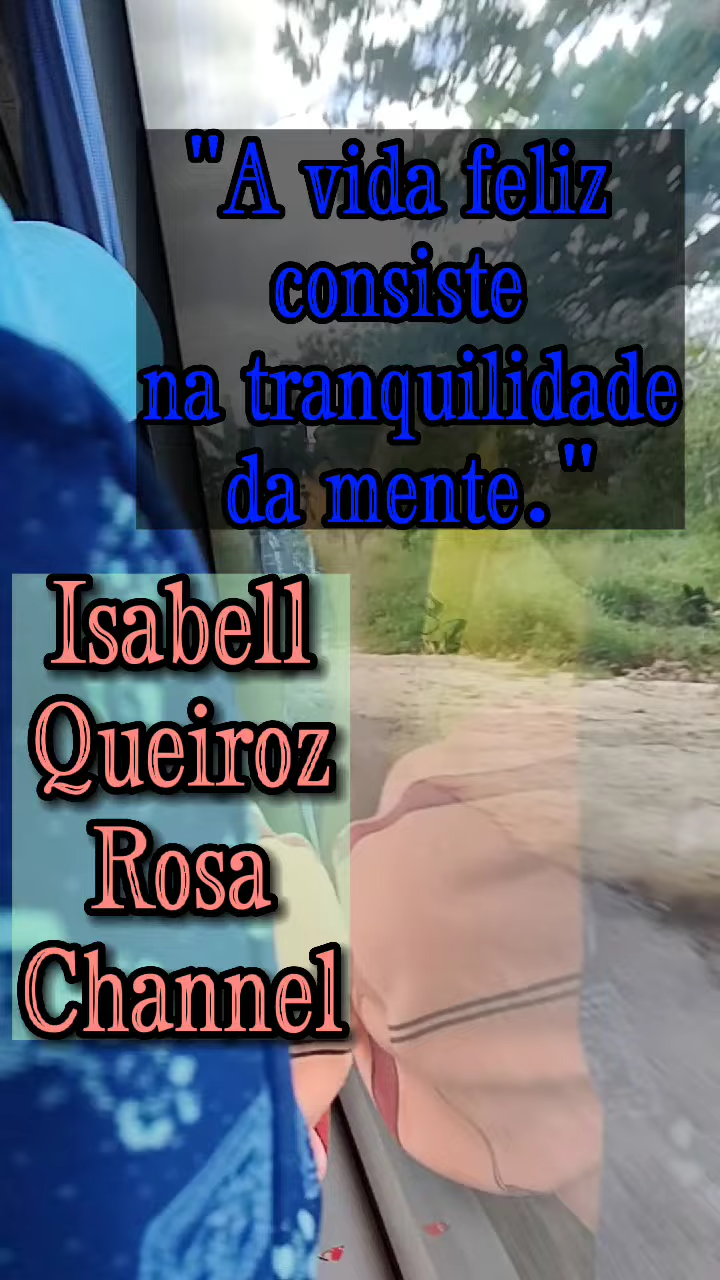 "A vida feliz
consiste
na tranquilidade
da mente."
Isabell
Queiroz
Rosa
Channel